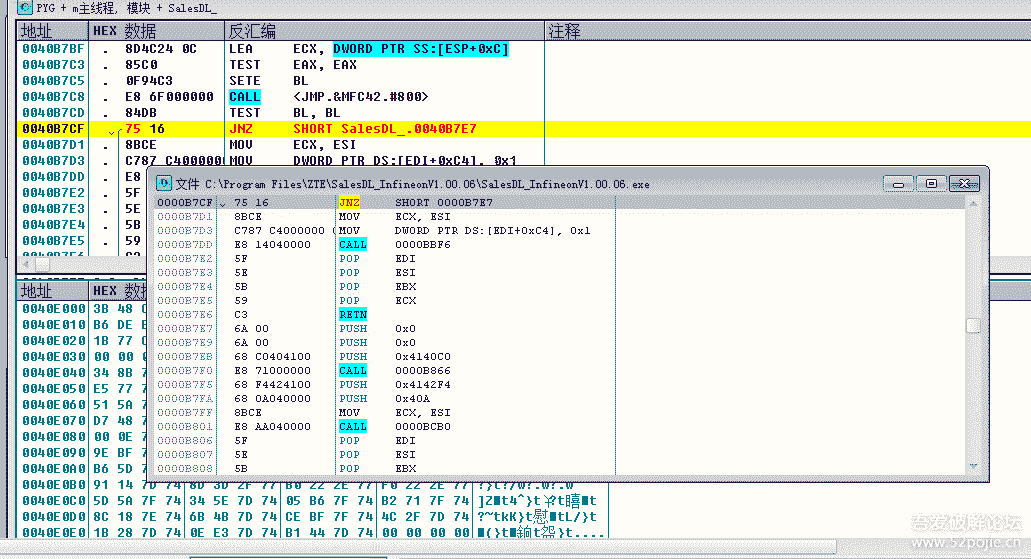 PYG + m主线程, 模块 + SalesDL_
地址 HEX 数据 反汇编 注释
0040B7BF . 8D4C24 0C LEA ECX, DWORD PTR SS:[ESP+0xC]
0040B7C3 . 85C0 TEST EAX, EAX
0040B7C5 . 0F94C3 SETE BL
0040B7C8 . E8 6F000000 CALL <JMP.&MFC42.#800>
0040B7CD . 84DB TEST BL, BL
0040B7CF . 75 16 JNZ SHORT SalesDL_.0040B7E7
0040B7D1 . 8BCE MOV ECX, ESI
0040B7D3 . C787 C400000 MOV DWORD PTR DS:[EDI+0xC4], 0x1
0040B7DD . E8
0040B7E2 . 5F
0040B7E3 . 5E
0040B7E4 . 5B
0040B7E5 . 59
文件 C:\Program Files\ZTE\SalesDL_InfineonV1.00.06\SalesDL_InfineonV1.00.06.exe
0000B7CF 75 16 JNZ SHORT 0000B7E7
0000B7D1 8BCE MOV ECX, ESI
0000B7D3 C787 C4000000 MOV DWORD PTR DS:[EDI+0xC4], 0x1
0000B7DD E8 14040000 CALL 0000BBF6
0000B7E2 5F POP EDI
0000B7E3 5E POP ESI
0000B7E4 5B POP EBX
0000B7E5 59 POP ECX
0000B7E6 C3 RETN
0000B7E7 6A 00 PUSH 0x0
0000B7E9 6A 00 PUSH 0x0
0000B7EB 68 C0404100 PUSH 0x4140C0
0000B7F0 E8 71000000 CALL 0000B866
0000B7F5 68 F4424100 PUSH 0x4142F4
0000B7FA 68 0A040000 PUSH 0x40A
0000B7FF 8BCE MOV ECX, ESI
0000B801 E8 AA040000 CALL 0000BCB0
0000B806 5F POP EDI
0000B807 5E POP ESI
0000B808 5B POP EBX
地址 HEX 数据
0040E000 3B 48
0040E010 B6 DE
0040E020 1B 77
0040E030 00 00
0040E040 34 8B
0040E050 E5 77
0040E060 51 5A
0040E070 D7 48
0040E080 00 0E
0040E090 9E BF
0040E0A0 B6 5D
0040E0B0 91 14 7D 74 8D 3D 2F 77 B0 22 2E 77 F0 22 2E 77
0040E0C0 5D 5A 7F 74 34 5E 7D 74 05 B6 7F 74 B2 71 7F 74
0040E0D0 8C 18 7E 74 6B 4B 7D 74 CE BF 7F 74 4C 2F 7D 74
0040E0E0 1B 28 7D 74 0E E3 7D 74 B1 44 7D 74 00 00 00 00
吾爱破解论坛
www.52pojie.cn